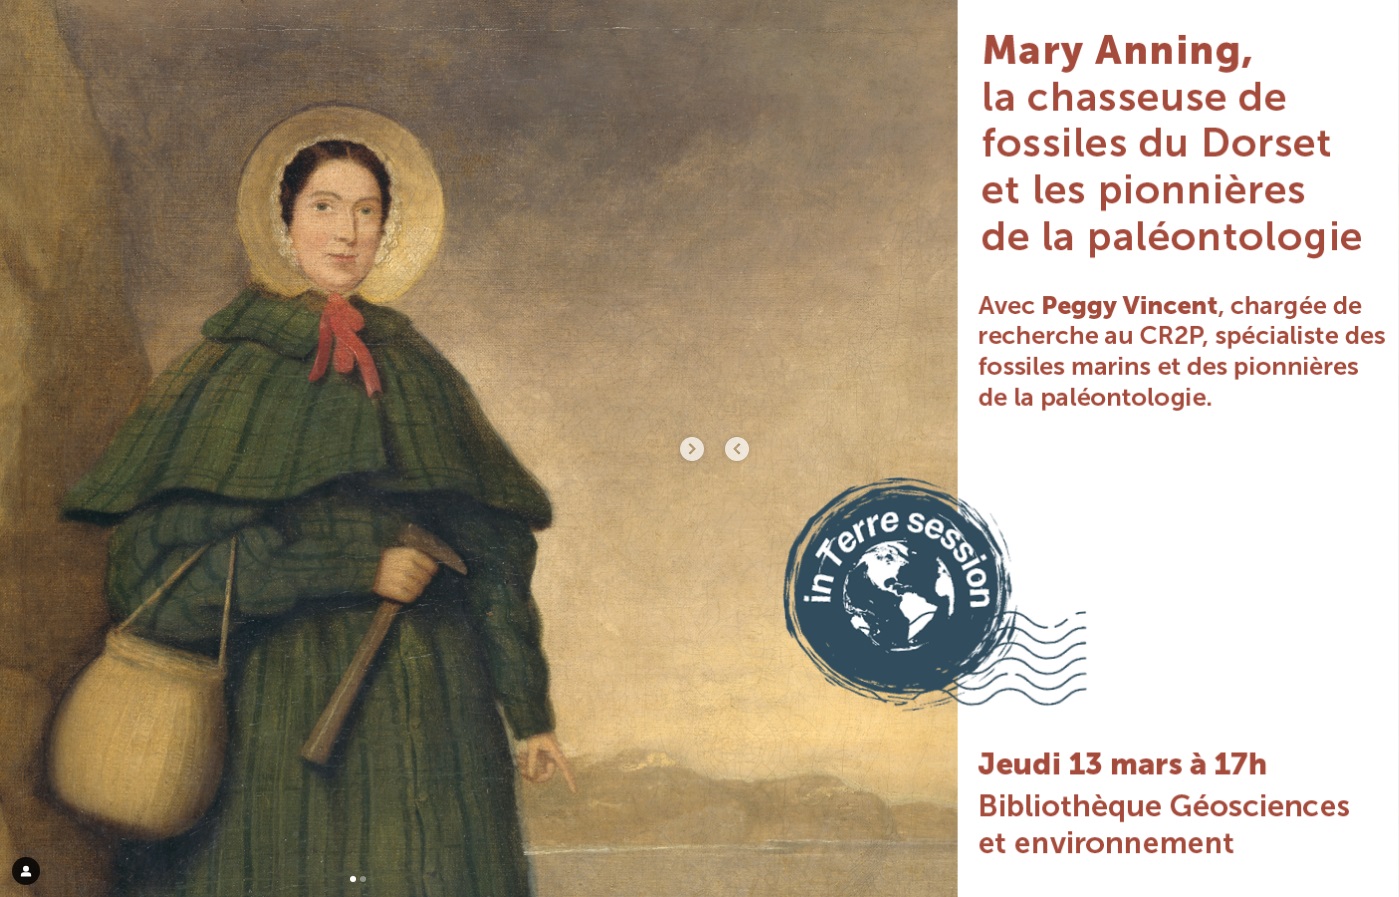 Mary Anning,
la chasseuse de
fossiles du Dorset
et les pionnières
de la paléontologie
Avec Peggy Vincent, chargée de
recherche au CR2P, spécialiste des
fossiles marins et des pionnières
de la paléontologie.
in Terre session
Jeudi 13 mars à 17h
Bibliothèque Géosciences
et environnement